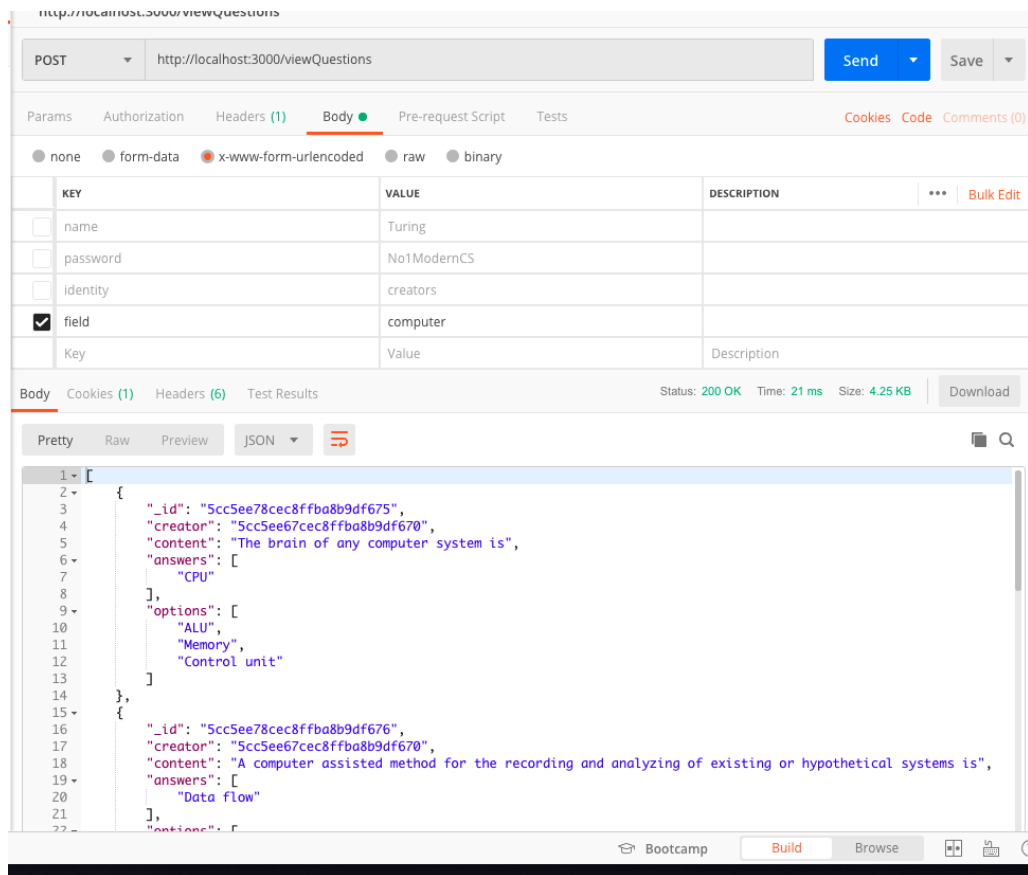 http://localhost:3000/viewQuestions
POST http://localhost:3000/viewQuestions Send Save
Params Authorization Headers (1) Body Pre-request Script Tests Cookies Code Comments (0)
none form-data x-www-form-urlencoded raw binary
KEY VALUE DESCRIPTION ••• Bulk Edit
name Turing
password No1ModernCS
identity creators
field computer
Key Value Description
Body Cookies (1) Headers (6) Test Results Status: 200 OK Time: 21 ms Size: 4.25 KB Download
Pretty Raw Preview JSON
1 [
2 {
3 "_id": "5cc5ee78cec8ffba8b9df675",
4 "creator": "5cc5ee67cec8ffba8b9df670",
5 "content": "The brain of any computer system is",
6 "answers": [
7 "CPU"
8 ],
9 "options": [
10 "ALU",
11 "Memory",
12 "Control unit"
13 ]
14 },
15 {
16 "_id": "5cc5ee78cec8ffba8b9df676",
17 "creator": "5cc5ee67cec8ffba8b9df670",
18 "content": "A computer assisted method for the recording and analyzing of existing or hypothetical systems is",
19 "answers": [
20 "Data flow"
21 ],
22 "options": [
Bootcamp Build Browse